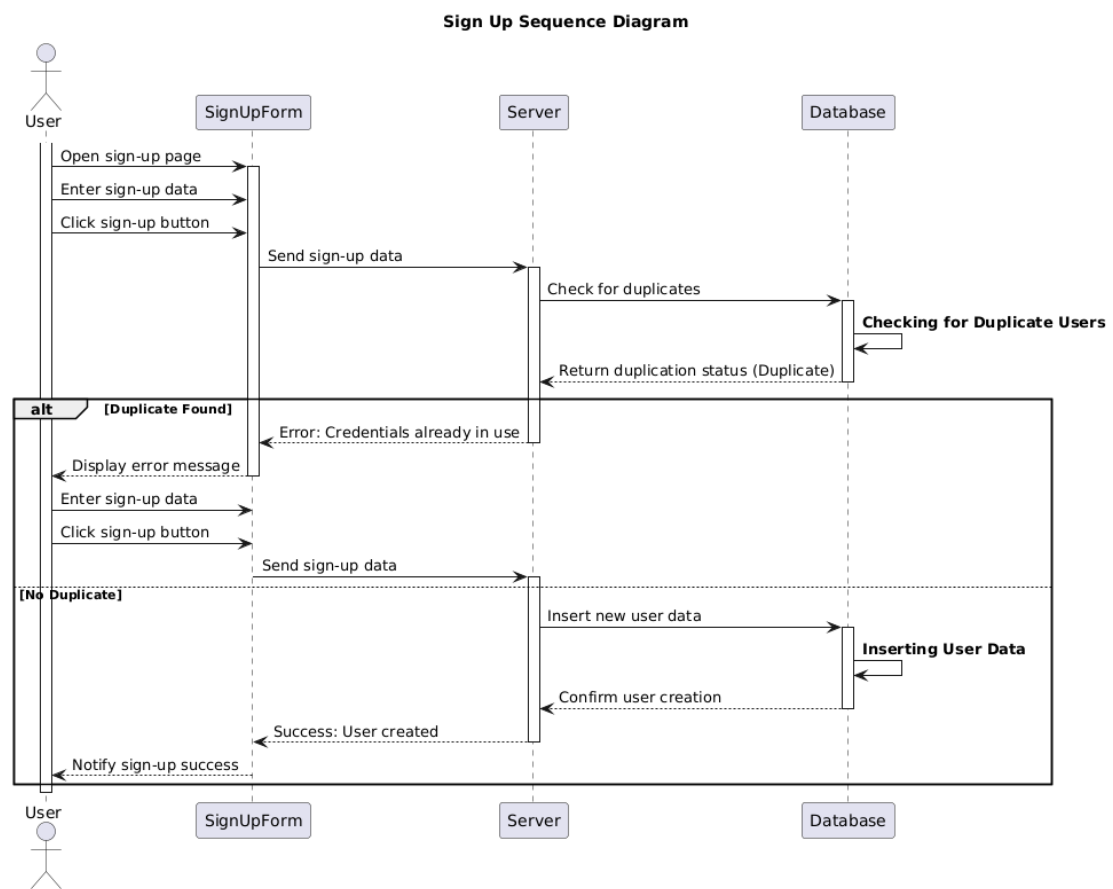 Sign Up Sequence Diagram
User
SignUpForm
Server
Database
Open sign-up page
Enter sign-up data
Click sign-up button
Send sign-up data
Check for duplicates
Checking for Duplicate Users
Return duplication status (Duplicate)
alt
[Duplicate Found]
Error: Credentials already in use
Display error message
Enter sign-up data
Click sign-up button
Send sign-up data
[No Duplicate]
Insert new user data
Inserting User Data
Confirm user creation
Success: User created
Notify sign-up success
User
SignUpForm
Server
Database